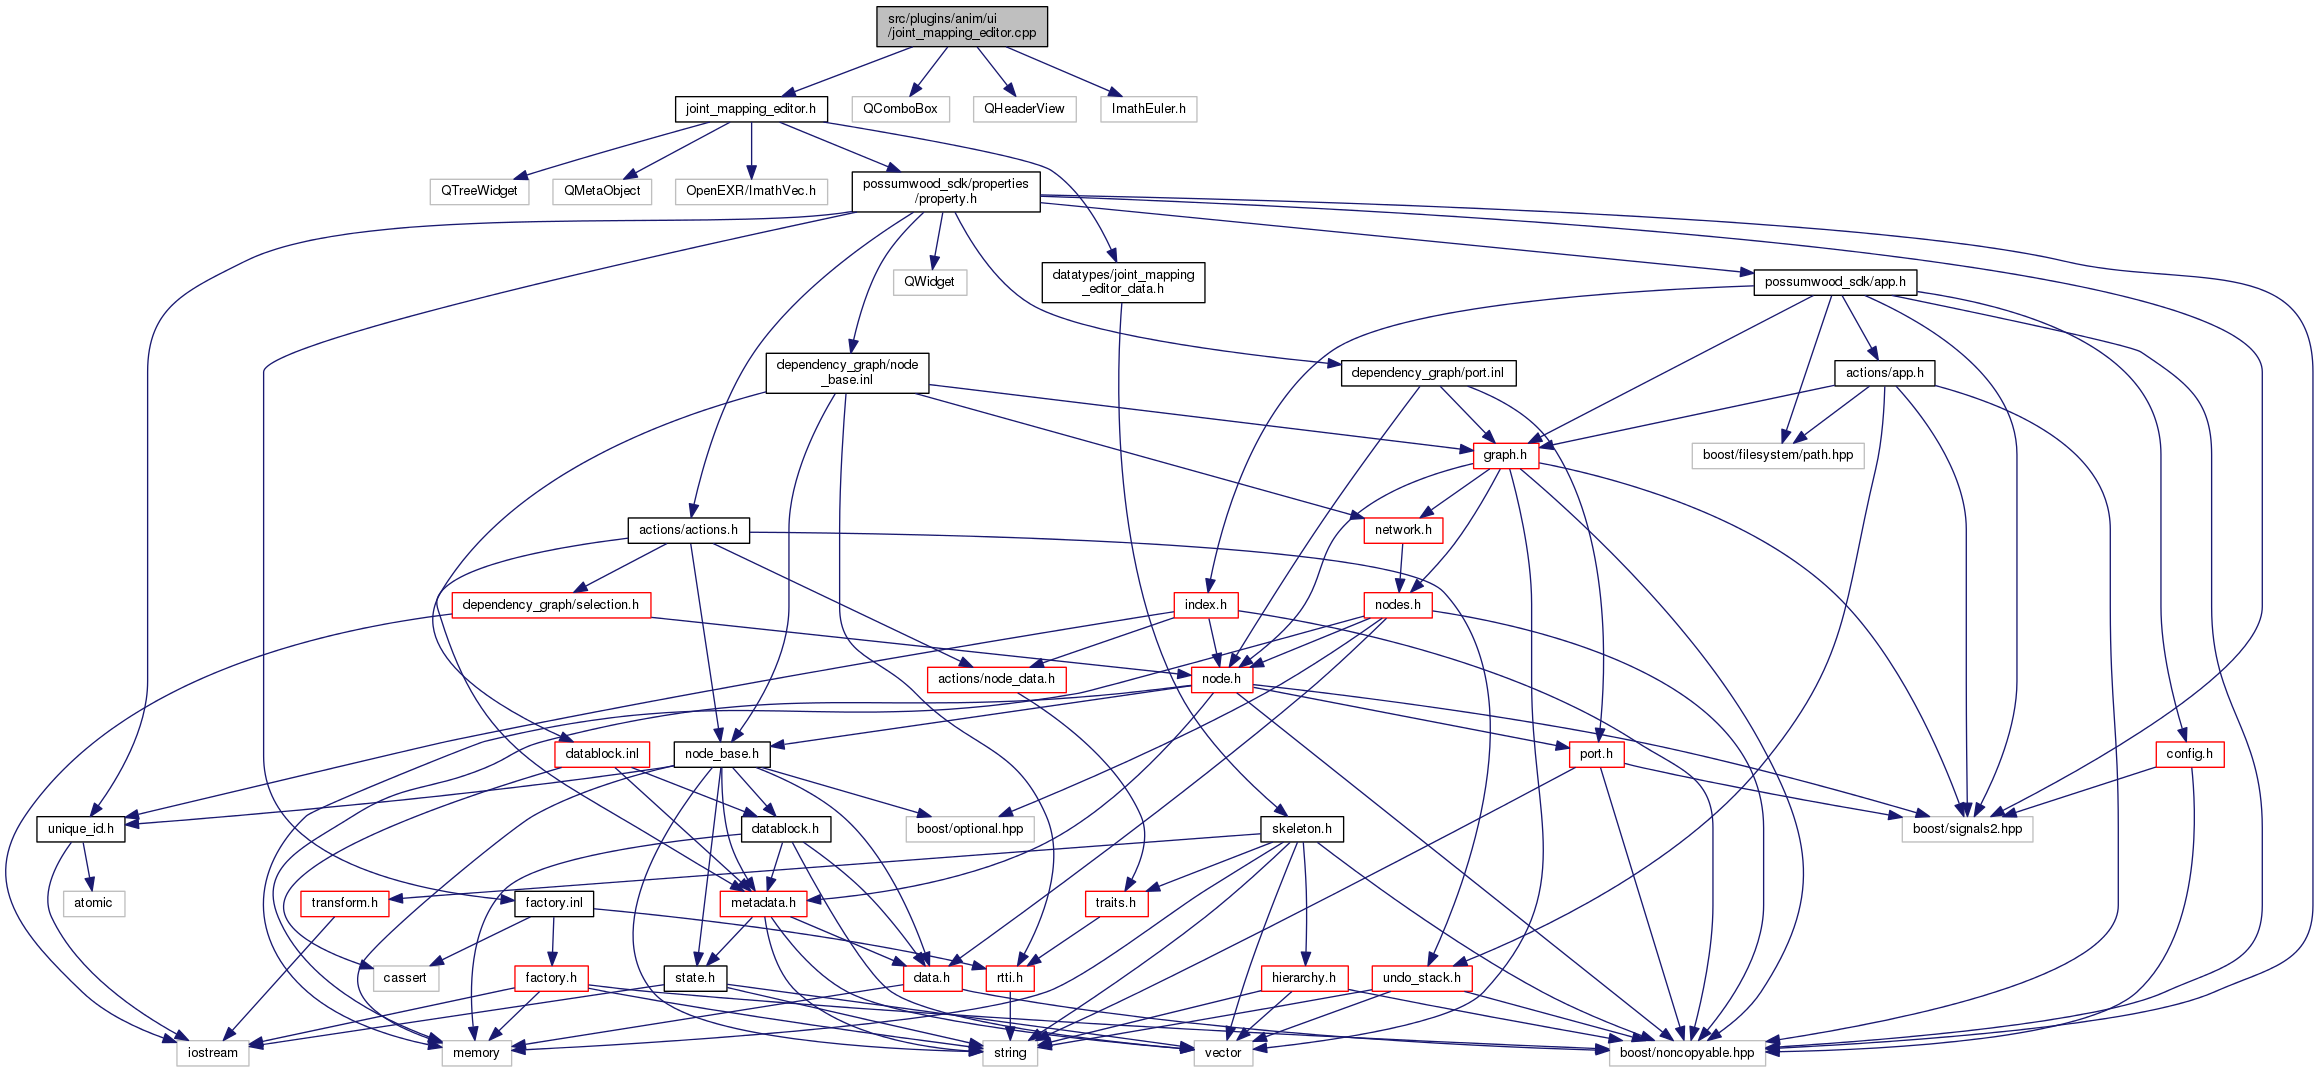 src/plugins/anim/ui
/joint_mapping_editor.cpp
joint_mapping_editor.h
QComboBox
QHeaderView
ImathEuler.h
QTreeWidget
QMetaObject
OpenEXR/ImathVec.h
possumwood_sdk/properties
/property.h
QWidget
datatypes/joint_mapping
_editor_data.h
possumwood_sdk/app.h
dependency_graph/node
_base.inl
dependency_graph/port.inl
actions/app.h
graph.h
boost/filesystem/path.hpp
actions/actions.h
network.h
dependency_graph/selection.h
index.h
nodes.h
actions/node_data.h
node.h
datablock.inl
node_base.h
port.h
config.h
unique_id.h
datablock.h
boost/optional.hpp
skeleton.h
boost/signals2.hpp
atomic
transform.h
factory.inl
metadata.h
traits.h
cassert
factory.h
state.h
data.h
rtti.h
hierarchy.h
undo_stack.h
iostream
memory
string
vector
boost/noncopyable.hpp